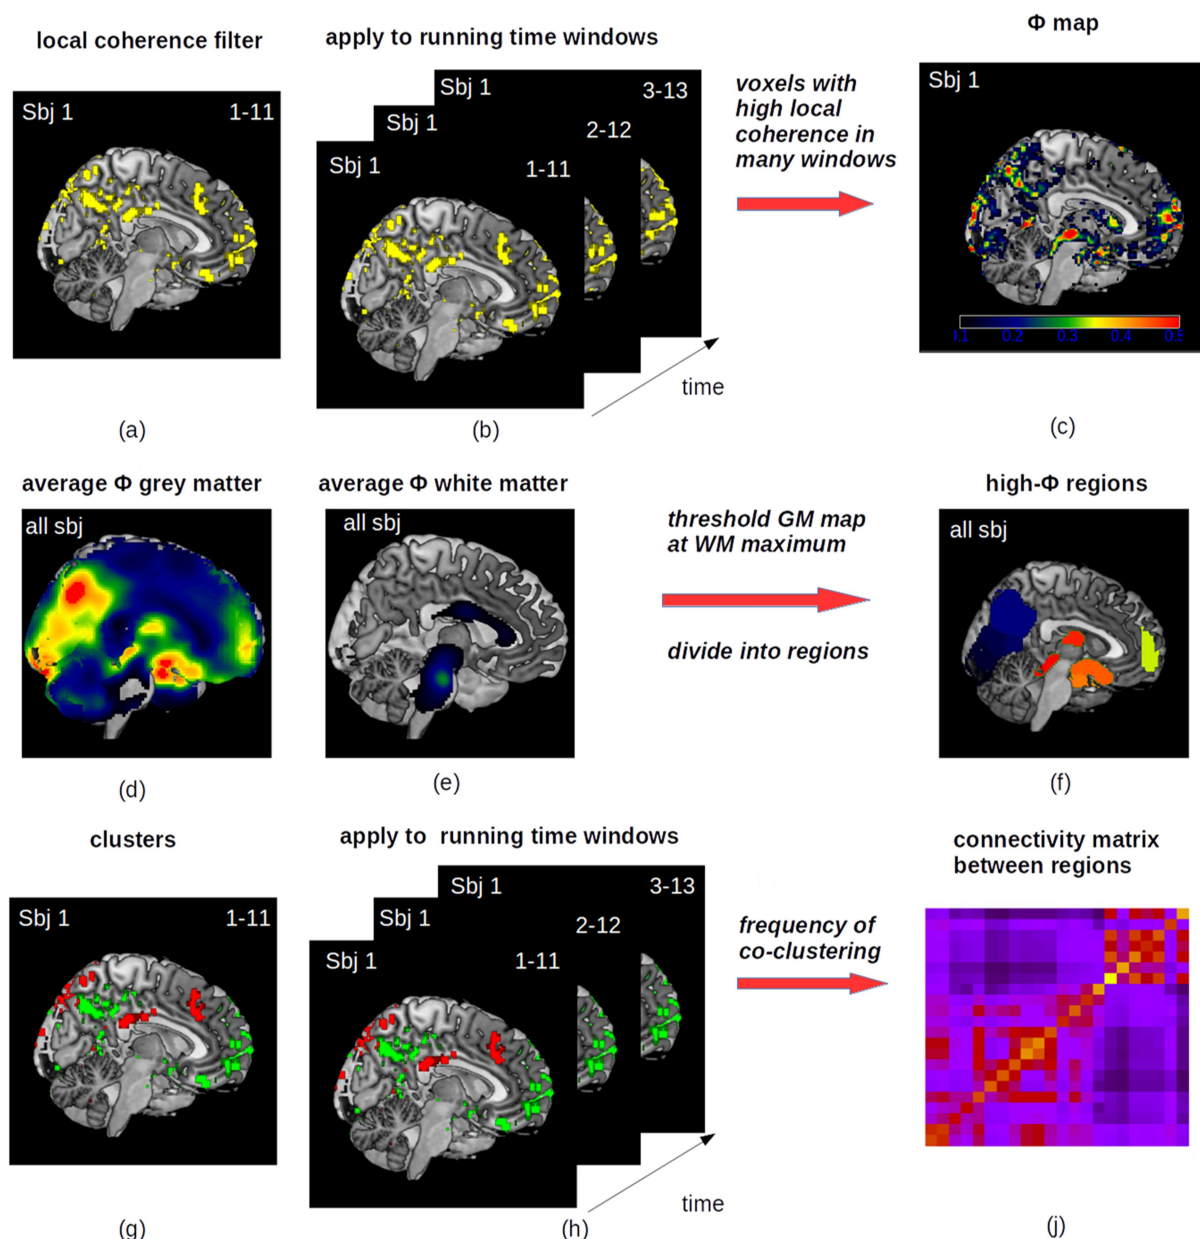 local coherence filter
apply to running time windows
Φ map
Sbj 1
1-11
Sbj 1
3-13
Sbj 1
2-12
Sbj 1
1-11
time
voxels with
high local
coherence in
many windows
Sbj 1
0.2
0.3
0.4
(a)
(b)
(c)
average Φ grey matter
average Φ white matter
high-Φ regions
all sbj
all sbj
threshold GM map
at WM maximum
divide into regions
all sbj
(d)
(e)
(f)
clusters
apply to running time windows
connectivity matrix
between regions
Sbj 1
1-11
Sbj 1
3-13
Sbj 1
2-12
Sbj 1
1-11
time
frequency of
co-clustering
(g)
(h)
(j)